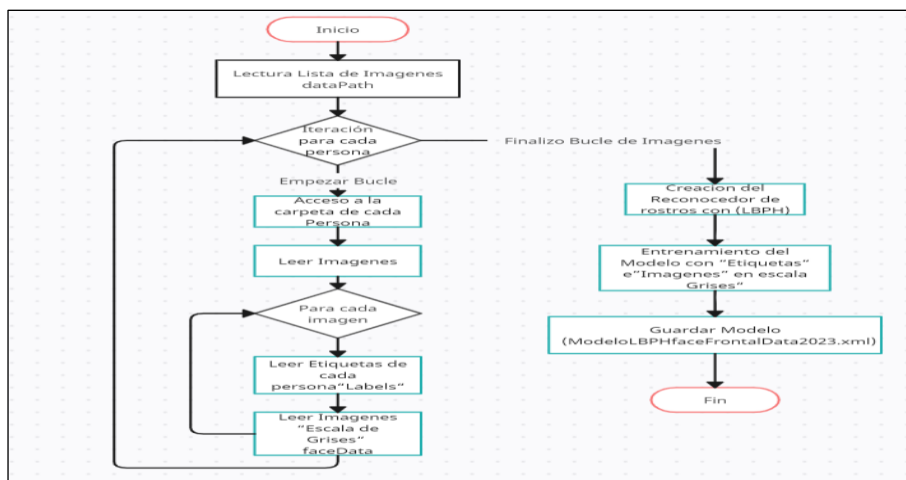 Inicio
Lectura Lista de Imagenes
dataPath
Iteración
para cada
persona
Finalizo Bucle de Imagenes
Empezar Bucle
Acceso a la
carpeta de cada
Persona
Leer Imagenes
Para cada
imagen
Leer Etiquetas de
cada
persona“Labels“
Leer Imagenes
“Escala de
Grises“
faceData
Creacion del
Reconocedor de
rostros con (LBPH)
Entrenamiento del
Modelo con “Etiquetas“
e“Imagenes“ en escala
Grises“
Guardar Modelo
(ModeloLBPHfaceFrontalData2023.xml)
Fin